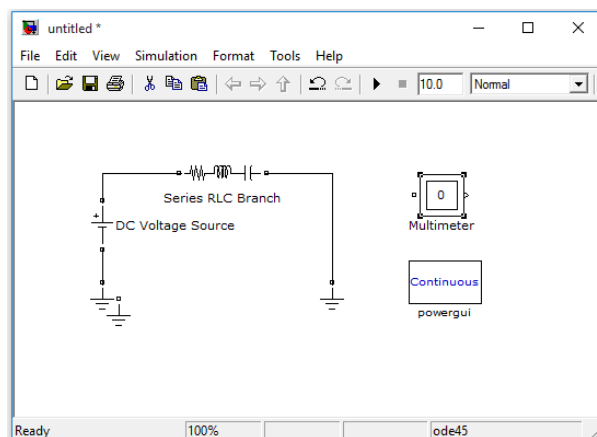 untitled *
File Edit View Simulation Format Tools Help
10.0 Normal
Series RLC Branch
+
DC Voltage Source
0
Multimeter
Continuous
powergui
Ready 100% ode45